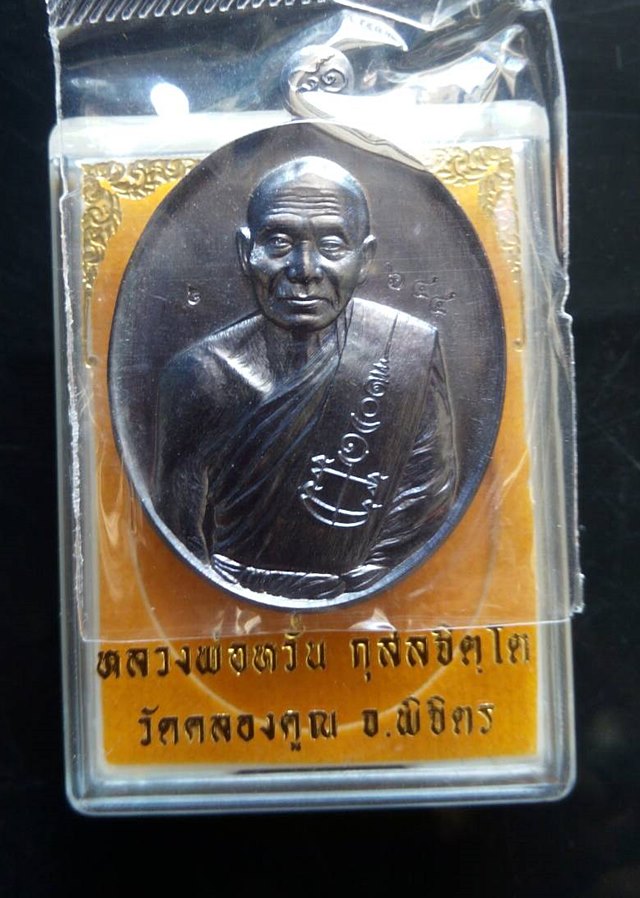 หลวงพ่อหวั่น กุสลจิตฺโต
วัดคลองคูณ จ.พิจิตร